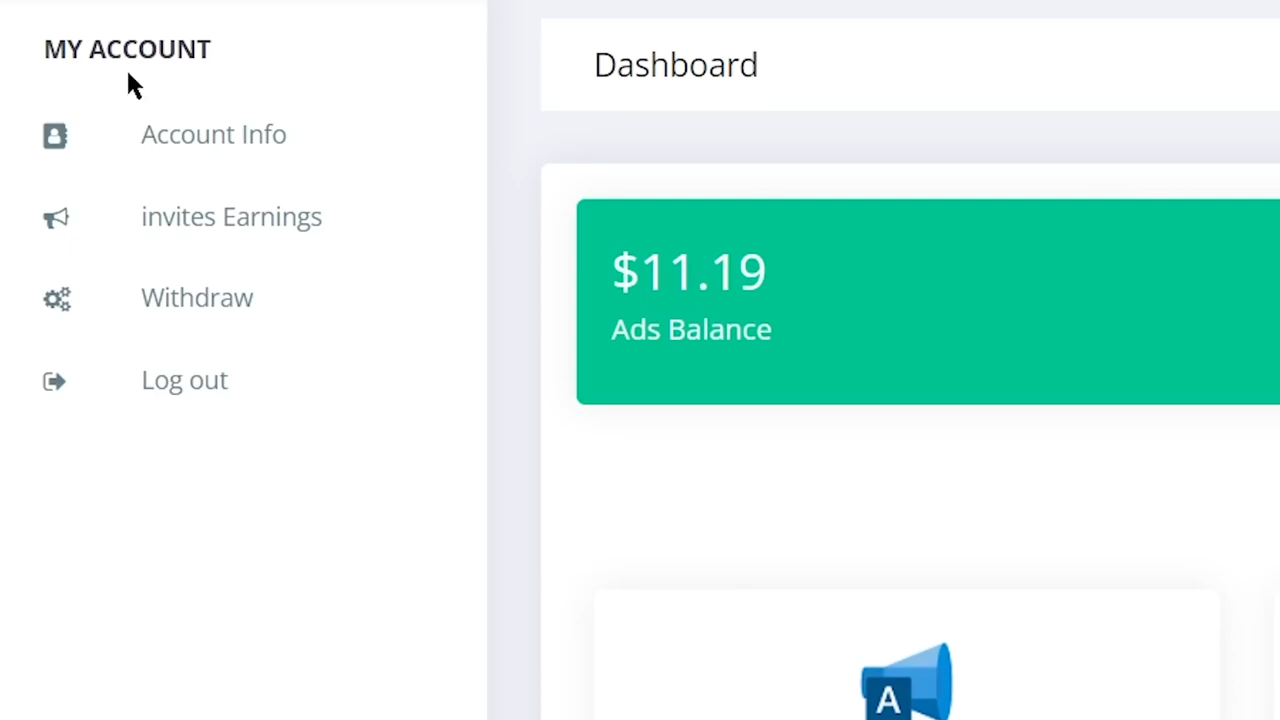 MY ACCOUNT
Account Info
invites Earnings
Withdraw
Log out
Dashboard
$11.19
Ads Balance
A